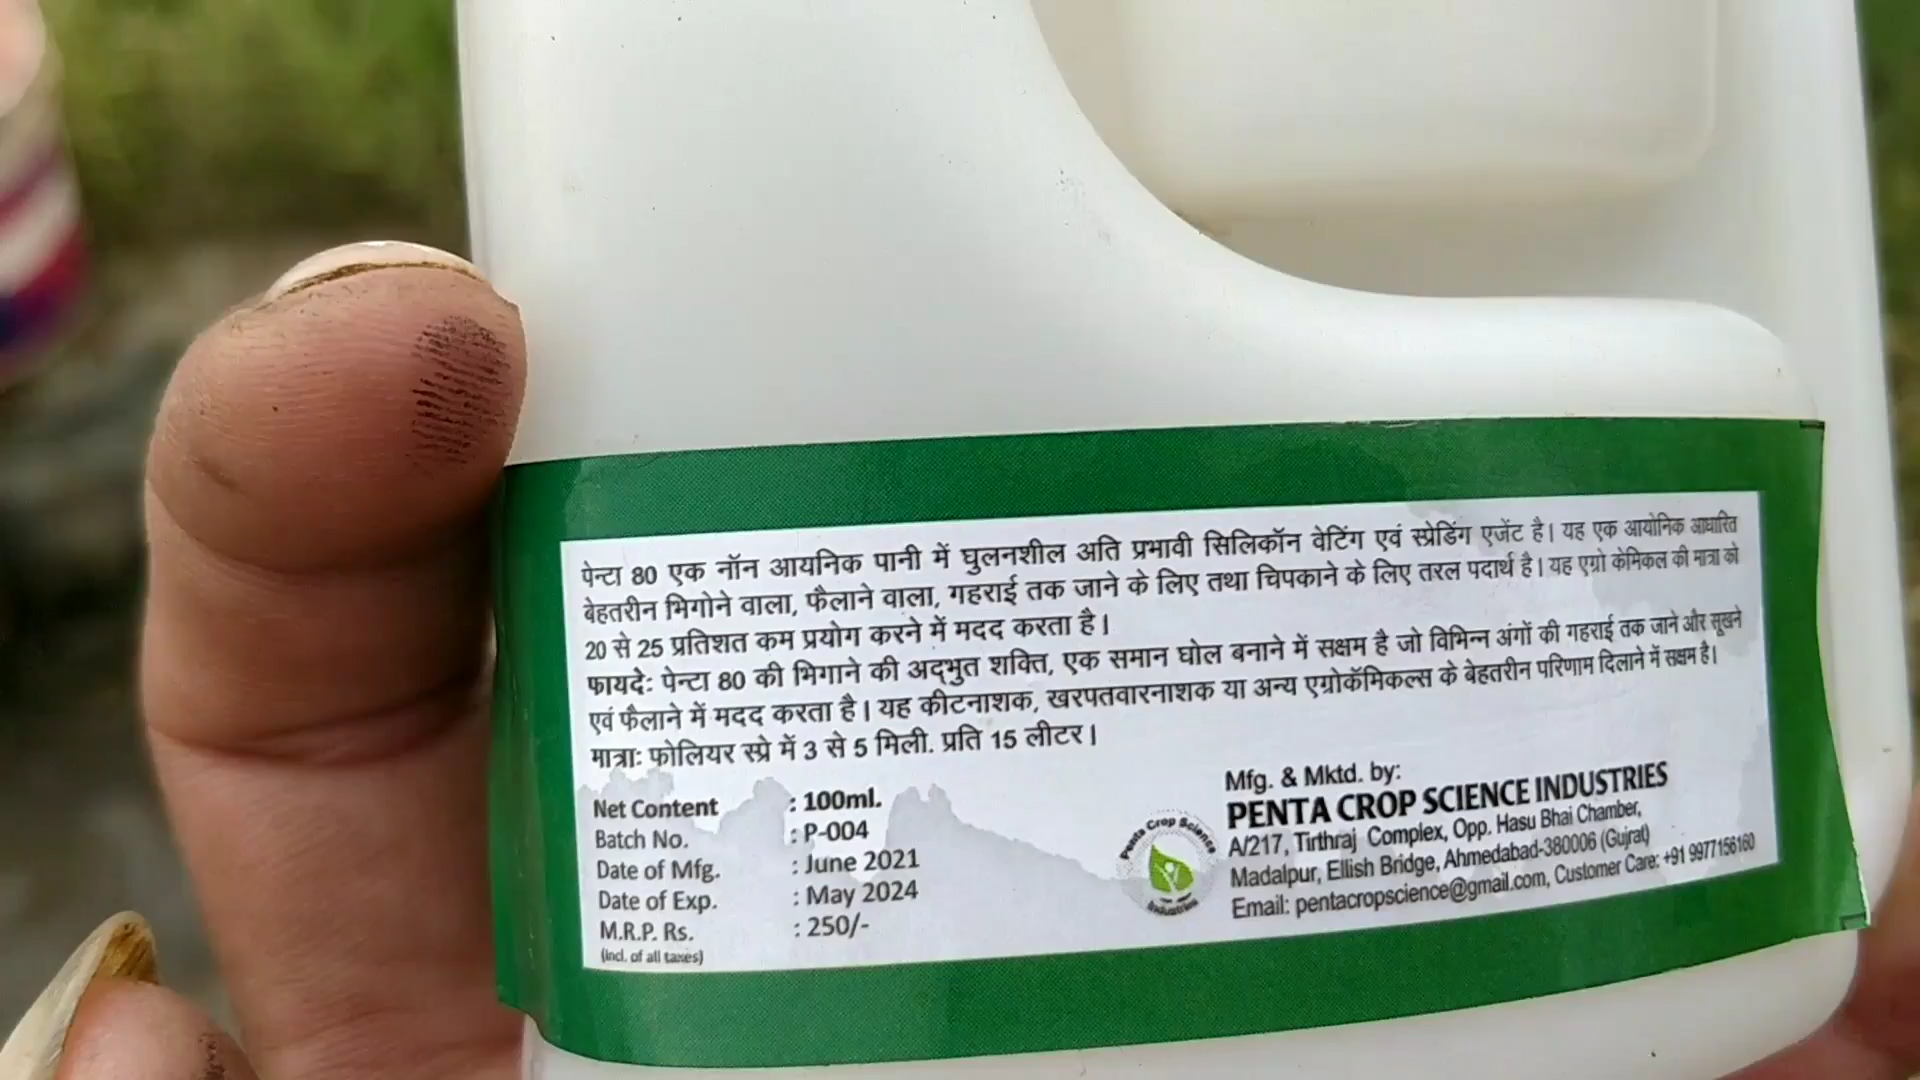 पेन्टा 80 एक नॉन आयनिक पानी में घुलनशील अति प्रभावी सिलिकॉन वेटिंग एवं स्प्रेडिंग एजेंट है। यह एक आयोनिक आधारित
बेहतरीन भिगोने वाला, फैलाने वाला, गहराई तक जाने के लिए तथा चिपकाने के लिए तरल पदार्थ है। यह एग्रो केमिकल की मात्रा को
20 से 25 प्रतिशत कम प्रयोग करने में मदद करता है।
फायदे: पेन्टा 80 की भिगाने की अद्भुत शक्ति, एक समान घोल बनाने में सक्षम है जो विभिन्न अंगों की गहराई तक जाने और सूखने
एवं फैलाने में मदद करता है। यह कीटनाशक, खरपतवारनाशक या अन्य एग्रोकॅमिकल्स के बेहतरीन परिणाम दिलाने में सक्षम है।
मात्रा: फोलियर स्प्रे में 3 से 5 मिली. प्रति 15 लीटर।
Net Content : 100ml.
Batch No. : P-004
Date of Mfg. : June 2021
Date of Exp. : May 2024
M.R.P. Rs. : 250/-
(incl. of all taxes)
Penta Crop Science
Industries
Mfg. & Mktd. by:
PENTA CROP SCIENCE INDUSTRIES
A/217, Tirthraj Complex, Opp. Hasu Bhai Chamber,
Madalpur, Ellish Bridge, Ahmedabad-380006 (Gujrat)
Email: pentacropscience@gmail.com, Customer Care: +91 9977156160